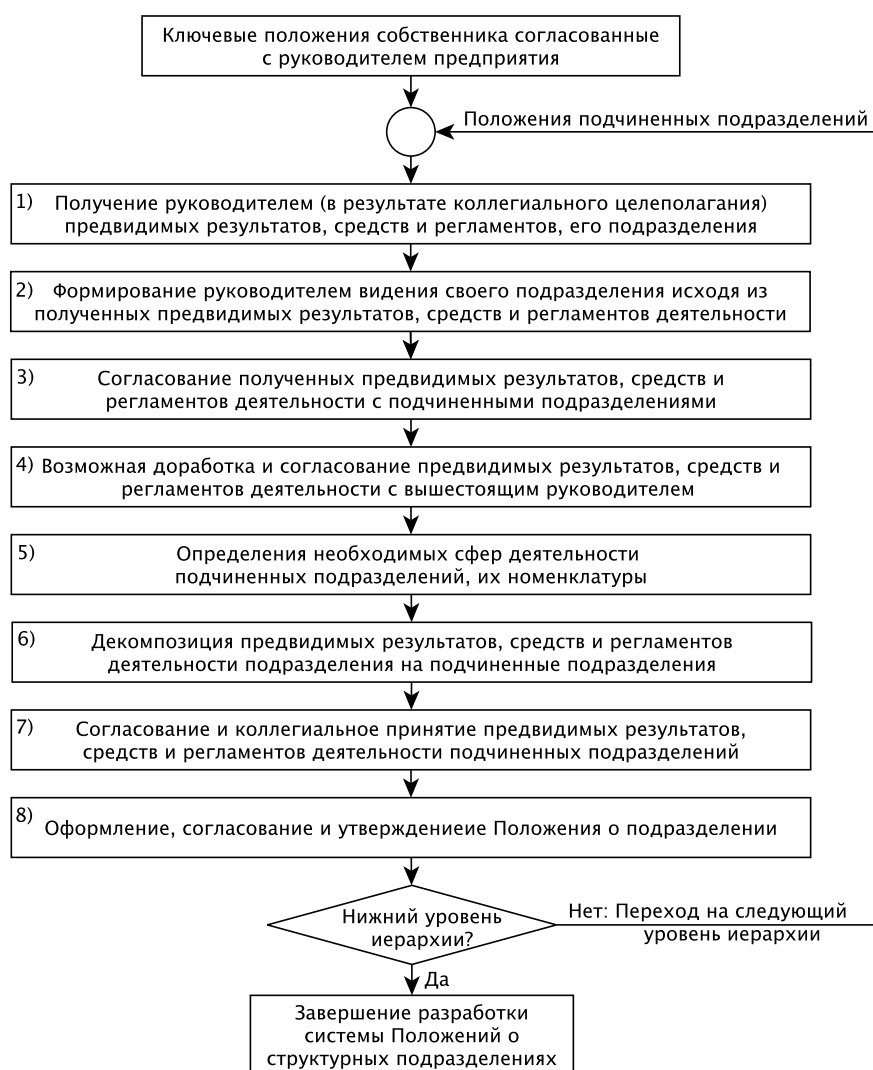 Ключевые положения собственника согласованные
с руководителем предприятия
Положения подчиненных подразделений
1) Получение руководителем (в результате коллегиального целеполагания)
предвидимых результатов, средств и регламентов, его подразделения
2) Формирование руководителем видения своего подразделения исходя из
полученных предвидимых результатов, средств и регламентов деятельности
3) Согласование полученных предвидимых результатов, средств и
регламентов деятельности с подчиненными подразделениями
4) Возможная доработка и согласование предвидимых результатов, средств и
регламентов деятельности с вышестоящим руководителем
5) Определения необходимых сфер деятельности
подчиненных подразделений, их номенклатуры
6) Декомпозиция предвидимых результатов, средств и регламентов
деятельности подразделения на подчиненные подразделения
7) Согласование и коллегиальное принятие предвидимых результатов,
средств и регламентов деятельности подчиненных подразделений
8) Оформление, согласование и утверждениеие Положения о подразделении
Нижний уровень
иерархии?
Нет: Переход на следующий
уровень иерархии
Да
Завершение разработки
системы Положений о
структурных подразделениях